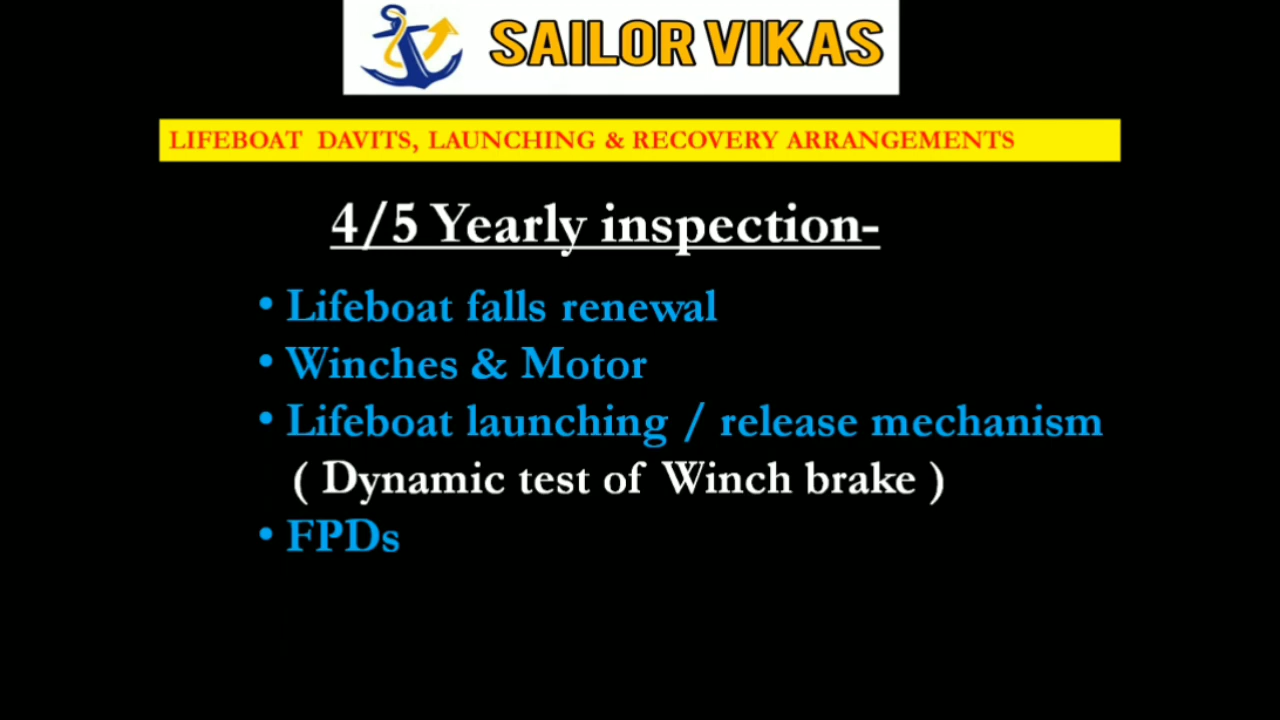 SAILOR VIKAS
LIFEBOAT DAVITS, LAUNCHING & RECOVERY ARRANGEMENTS
4/5 Yearly inspection-
• Lifeboat falls renewal
• Winches & Motor
• Lifeboat launching / release mechanism
( Dynamic test of Winch brake )
• FPDs